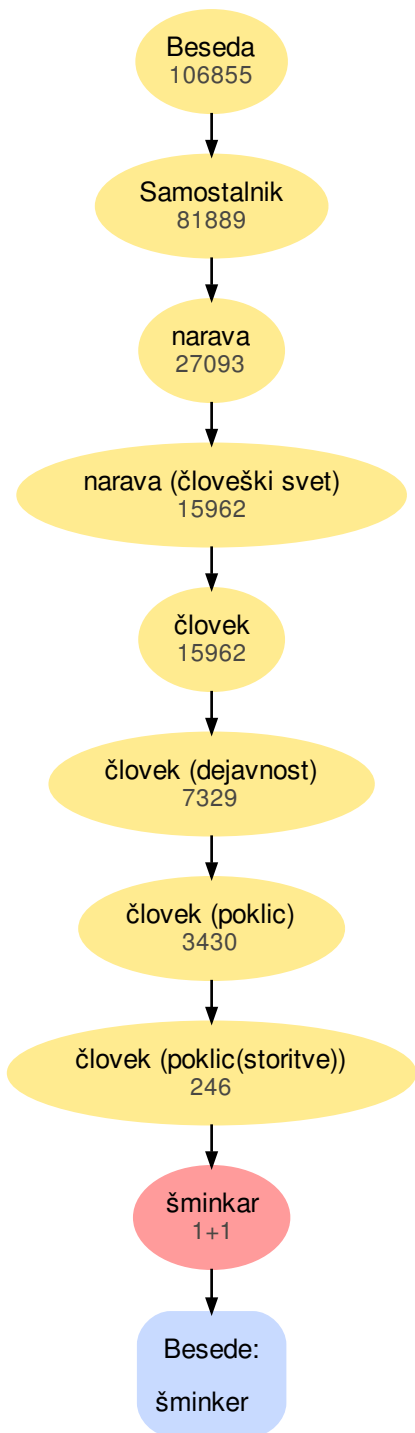 Beseda
106855
Samostalnik
81889
narava
27093
narava (človeški svet)
15962
človek
15962
človek (dejavnost)
7329
človek (poklic)
3430
človek (poklic(storitve))
246
šminkar
1+1
Besede:
šminker